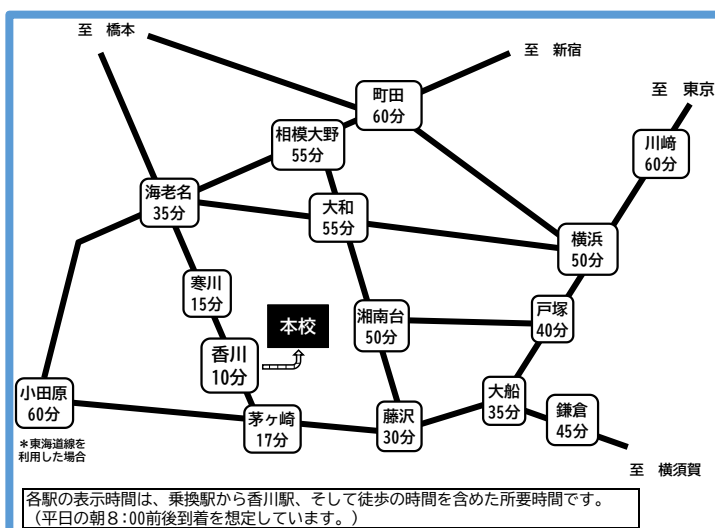 至 橋本
至 新宿
至 東京
町田
60分
川﨑
60分
相模大野
55分
海老名
35分
大和
55分
横浜
50分
寒川
15分
本校
湘南台
50分
戸塚
40分
香川
10分
小田原
60分
*東海道線を
利用した場合
茅ヶ崎
17分
藤沢
30分
大船
35分
鎌倉
45分
至 横須賀
各駅の表示時間は、乗換駅から香川駅、そして徒歩の時間を含めた所要時間です。
（平日の朝８:00前後到着を想定しています。）